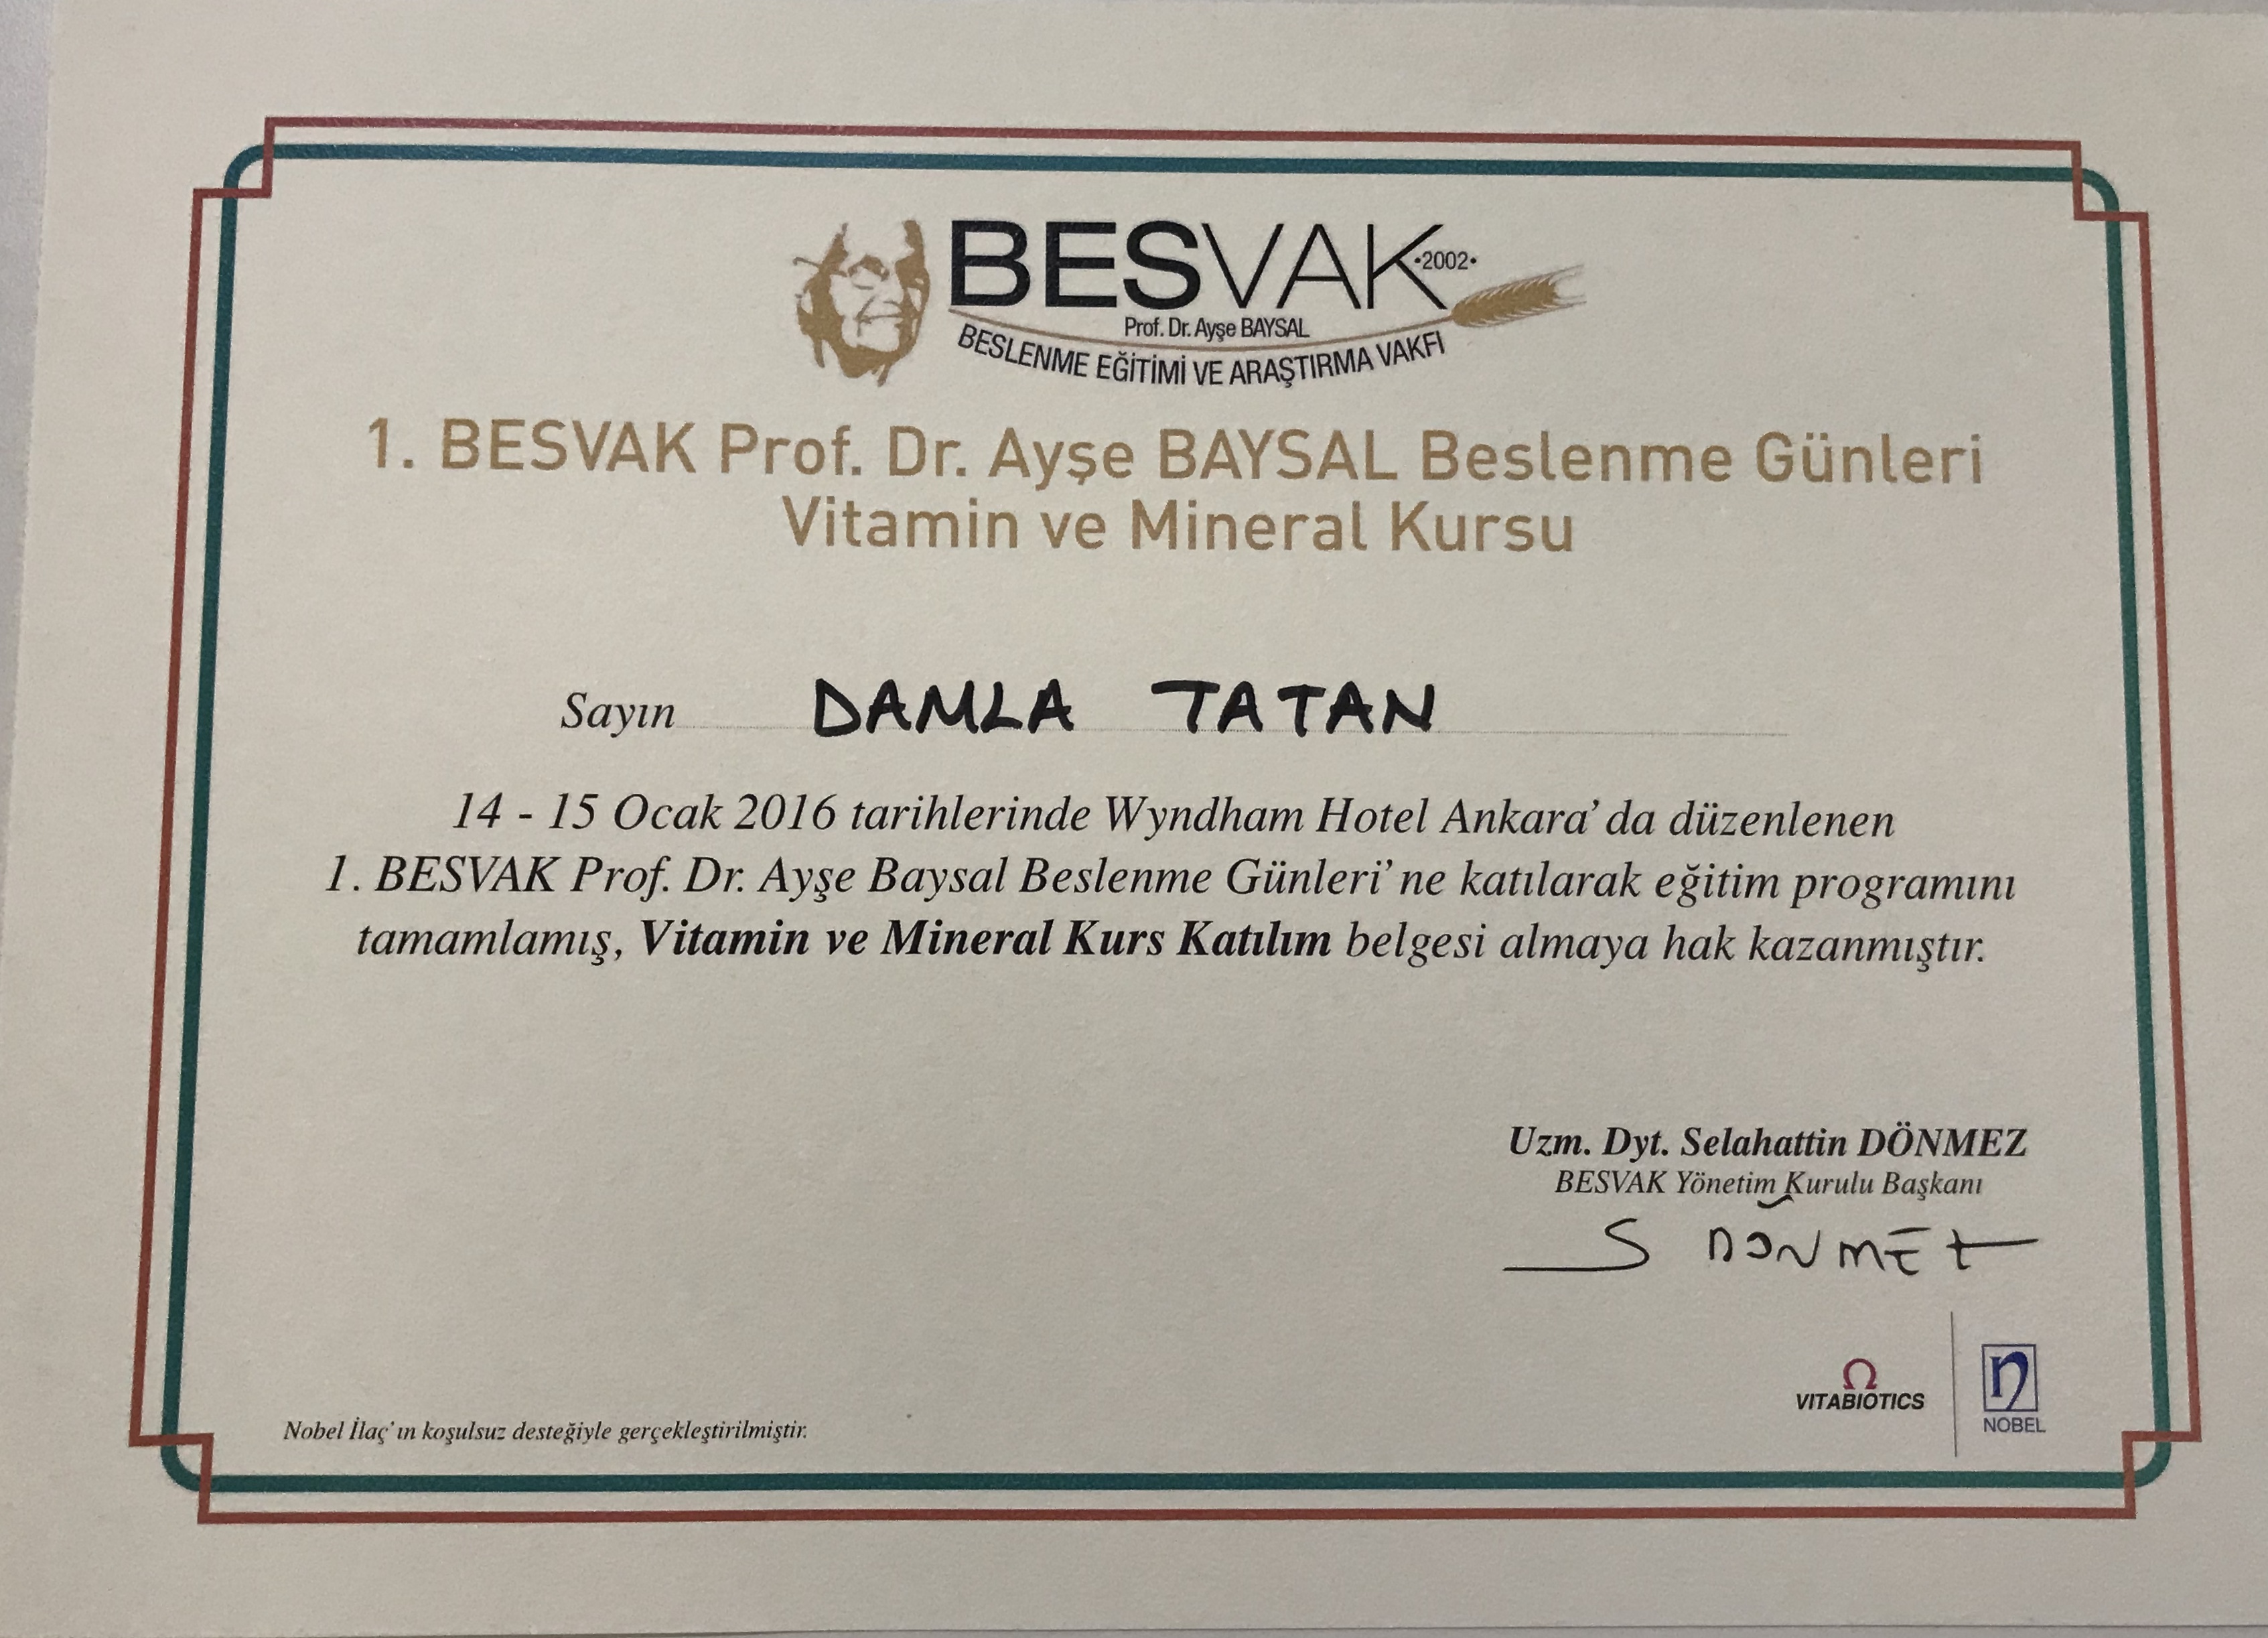 BESVAK
•2002•
Prof. Dr. Ayşe BAYSAL
BESLENME EĞİTİMİ VE ARAŞTIRMA VAKFI
1. BESVAK Prof. Dr. Ayşe BAYSAL Beslenme Günleri
Vitamin ve Mineral Kursu
Sayın DAMLA TATAN
14 - 15 Ocak 2016 tarihlerinde Wyndham Hotel Ankara'da düzenlenen
1. BESVAK Prof. Dr. Ayşe Baysal Beslenme Günleri'ne katılarak eğitim programını
tamamlamış, Vitamin ve Mineral Kurs Katılım belgesi almaya hak kazanmıştır.
Uzm. Dyt. Selahattin DÖNMEZ
BESVAK Yönetim Kurulu Başkanı
S DÖNMEZ
VITABIOTICS
NOBEL
Nobel İlaç'ın koşulsuz desteğiyle gerçekleştirilmiştir.